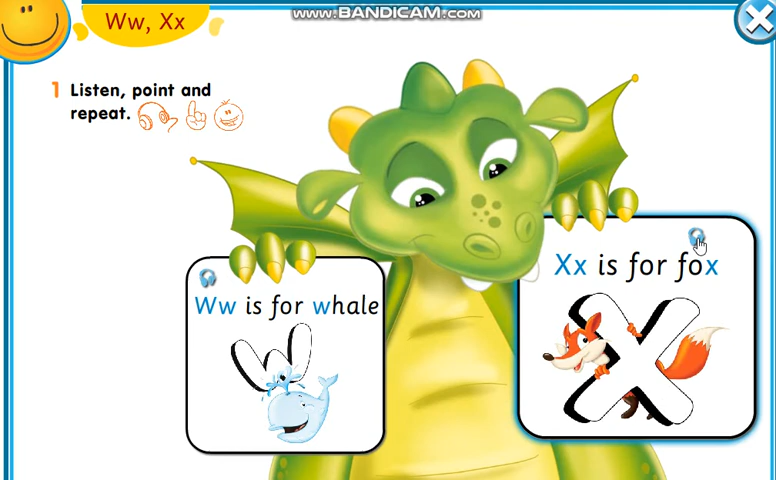 www.BANDICAM.com
Ww, Xx
1 Listen, point and
repeat.
Xx is for fox
Ww is for whale
W
X